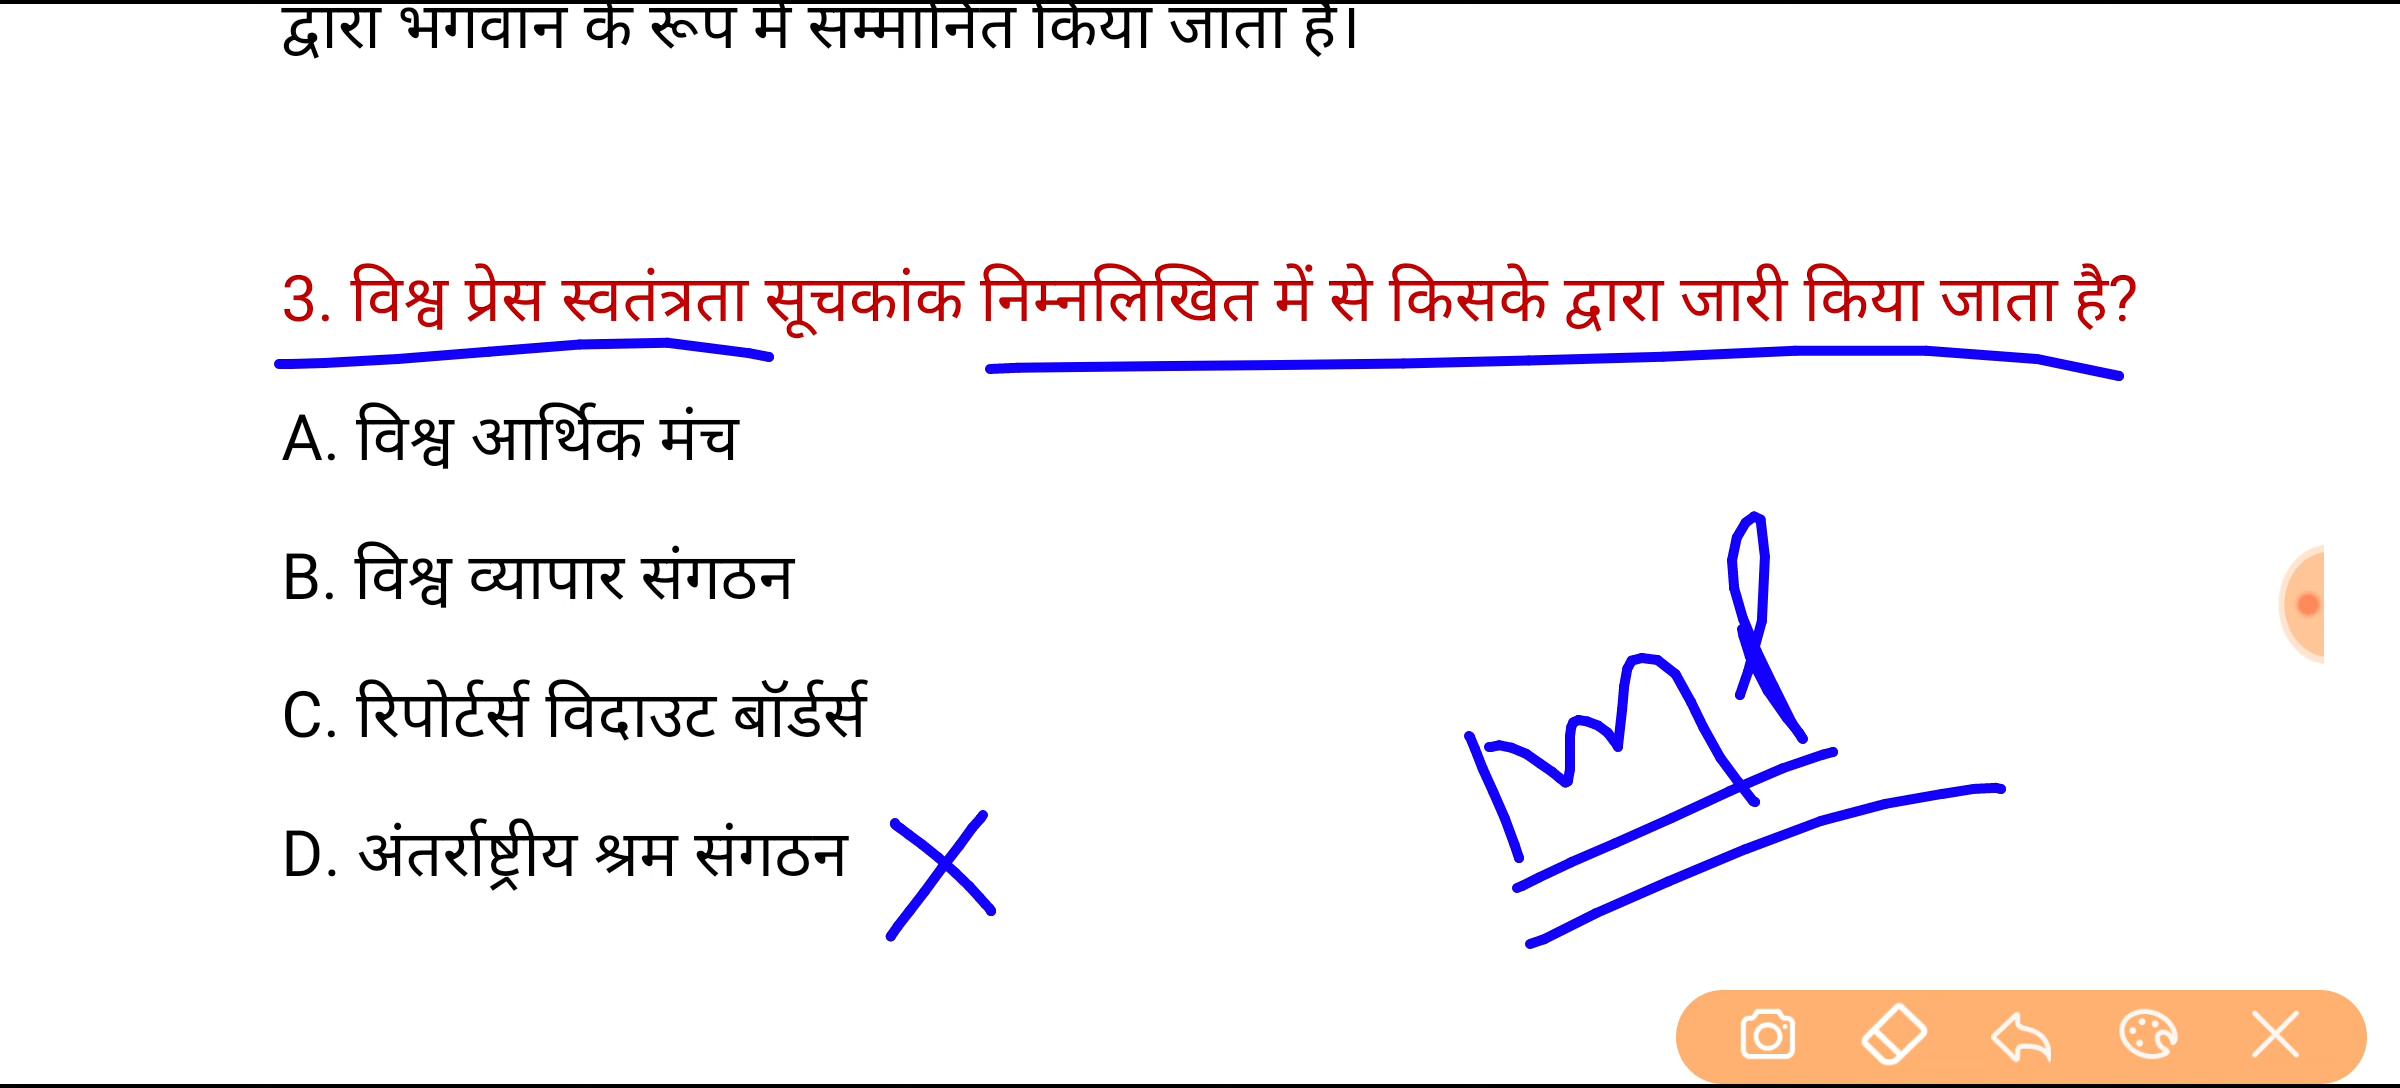 द्वारा भगवान के रूप में सम्मानित किया जाता है।
3. विश्व प्रेस स्वतंत्रता सूचकांक निम्नलिखित में से किसके द्वारा जारी किया जाता है?
A. विश्व आर्थिक मंच
B. विश्व व्यापार संगठन
C. रिपोर्टर्स विदाउट बॉर्डर्स
D. अंतर्राष्ट्रीय श्रम संगठन